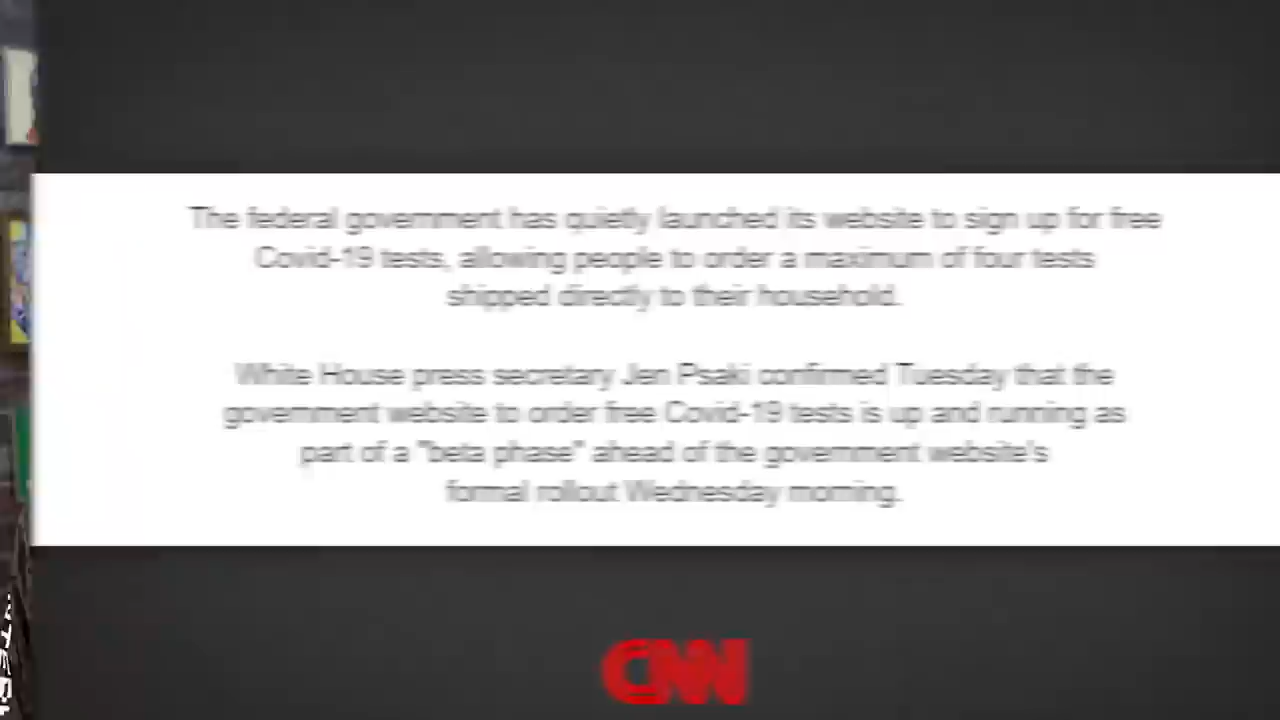 The federal government has quietly launched its website to sign up for free
Covid-19 tests, allowing people to order a maximum of four tests
shipped directly to their household.
White House press secretary Jen Psaki confirmed Tuesday that the
government website to order free Covid-19 tests is up and running as
part of a "beta phase" ahead of the government website's
formal rollout Wednesday morning.
CNN